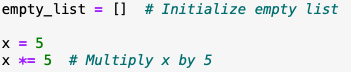 empty_list = []  # Initialize empty list

x = 5
x *= 5  # Multiply x by 5